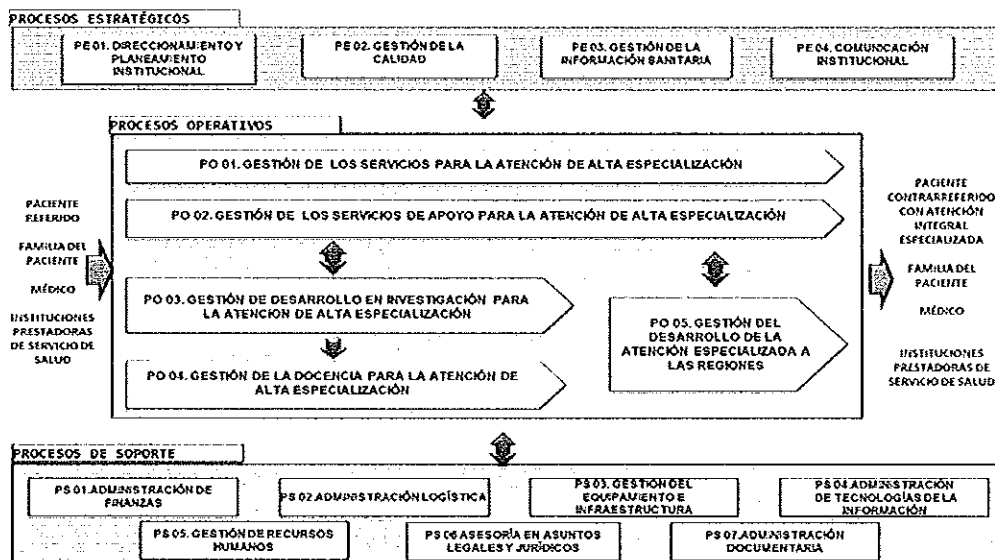 PROCESOS ESTRATÉGICOS
PE 01. DIRECCIONAMIENTO Y
PLANEAMIENTO
INSTITUCIONAL
PE 02. GESTIÓN DE LA
CALIDAD
PE 03. GESTIÓN DE LA
INFORMACIÓN SANITARIA
PE 04. COMUNICACIÓN
INSTITUCIONAL
PROCESOS OPERATIVOS
PACIENTE
REFERIDO
FAMILIA DEL
PACIENTE
MÉDICO
INSTITUCIONES
PRESTADORAS
DE SERVICIO DE
SALUD
PO 01. GESTIÓN DE LOS SERVICIOS PARA LA ATENCIÓN DE ALTA ESPECIALIZACIÓN
PO 02. GESTIÓN DE LOS SERVICIOS DE APOYO PARA LA ATENCIÓN DE ALTA ESPECIALIZACIÓN
PO 03. GESTIÓN DE DESARROLLO EN INVESTIGACIÓN PARA
LA ATENCION DE ALTA ESPECIALIZACIÓN
PO 04. GESTIÓN DE LA DOCENCIA PARA LA ATENCIÓN DE
ALTA ESPECIALIZACIÓN
PO 05. GESTIÓN DEL
DESARROLLO DE LA
ATENCIÓN ESPECIALIZADA A
LAS REGIONES
PACIENTE
CONTRARREFERIDO
CON ATENCIÓN
INTEGRAL
ESPECIALIZADA
FAMILIA DEL
PACIENTE
MÉDICO
INSTITUCIONES
PRESTADORAS DE
SERVICIO DE SALUD
PROCESOS DE SOPORTE
PS 01. ADMINISTRACIÓN DE
FINANZAS
PS 02. ADMINISTRACIÓN LOGÍSTICA
PS 03. GESTIÓN DEL
EQUIPAMIENTO E
INFRAESTRUCTURA
PS 04. ADMINISTRACIÓN
DE TECNOLOGÍAS DE LA
INFORMACIÓN
PS 05. GESTIÓN DE RECURSOS
HUMANOS
PS 06 ASESORÍA EN ASUNTOS
LEGALES Y JURÍDICOS
PS 07. ADMINISTRACIÓN
DOCUMENTARIA